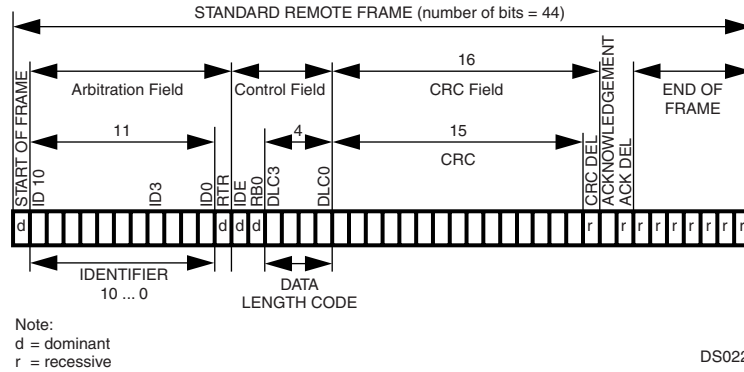 STANDARD REMOTE FRAME (number of bits = 44)
16
Arbitration Field
Control Field
CRC Field
END OF
FRAME
11
4
15
CRC
START OF FRAME
ID 10
ID3
ID0
RTR
IDE
RB0
DLC3
DLC0
CRC DEL
ACKNOWLEDGEMENT
ACK DEL
d d d d r r r r r r r r r
IDENTIFIER
10 ... 0
DATA
LENGTH CODE
Note:
d = dominant
r = recessive
DS022